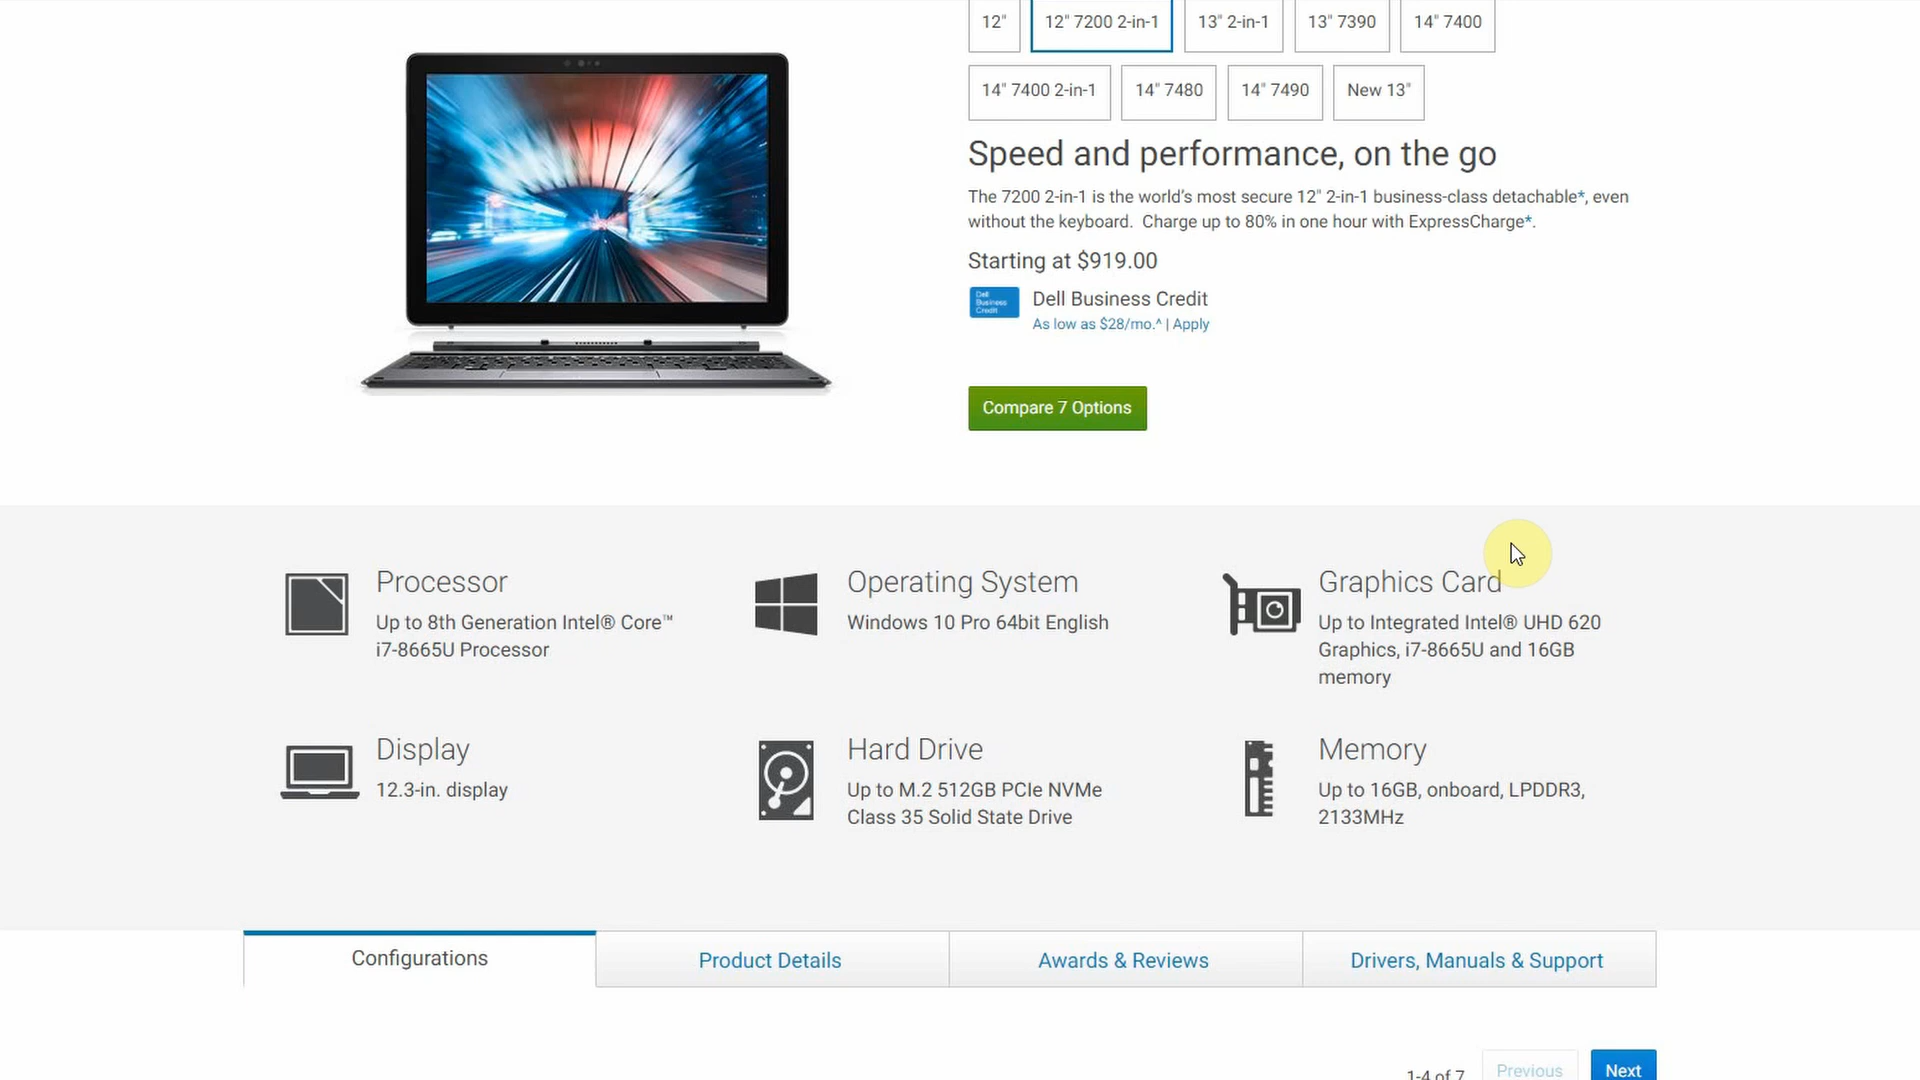 12"
12" 7200 2-in-1
13" 2-in-1
13" 7390
14" 7400
14" 7400 2-in-1
14" 7480
14" 7490
New 13"
Speed and performance, on the go
The 7200 2-in-1 is the world's most secure 12" 2-in-1 business-class detachable*, even
without the keyboard.  Charge up to 80% in one hour with ExpressCharge*.
Starting at $919.00
Dell
Business
Credit
Dell Business Credit
As low as $28/mo.^ | Apply
Compare 7 Options
Processor
Up to 8th Generation Intel® Core™
i7-8665U Processor
Operating System
Windows 10 Pro 64bit English
Graphics Card
Up to Integrated Intel® UHD 620
Graphics, i7-8665U and 16GB
memory
Display
12.3-in. display
Hard Drive
Up to M.2 512GB PCIe NVMe
Class 35 Solid State Drive
Memory
Up to 16GB, onboard, LPDDR3,
2133MHz
Configurations
Product Details
Awards & Reviews
Drivers, Manuals & Support
1-4 of 7
Previous
Next